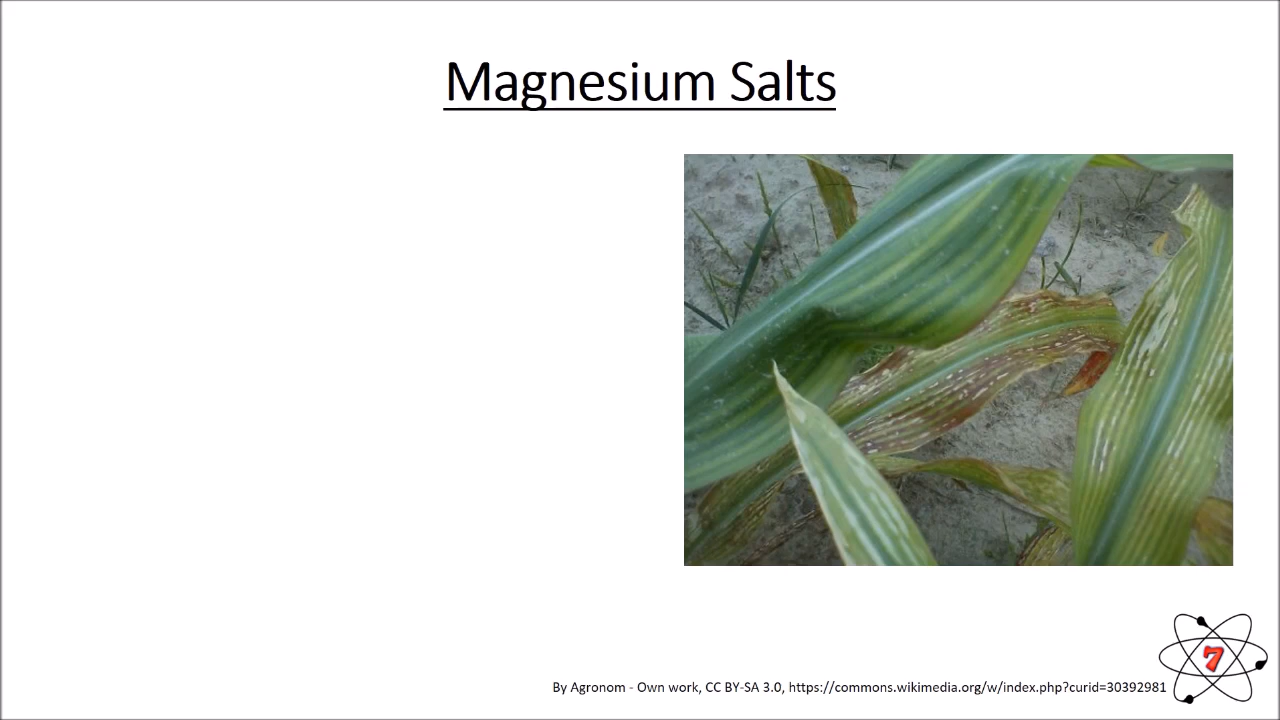 Magnesium Salts
By Agronom - Own work, CC BY-SA 3.0, https://commons.wikimedia.org/w/index.php?curid=30392981
7